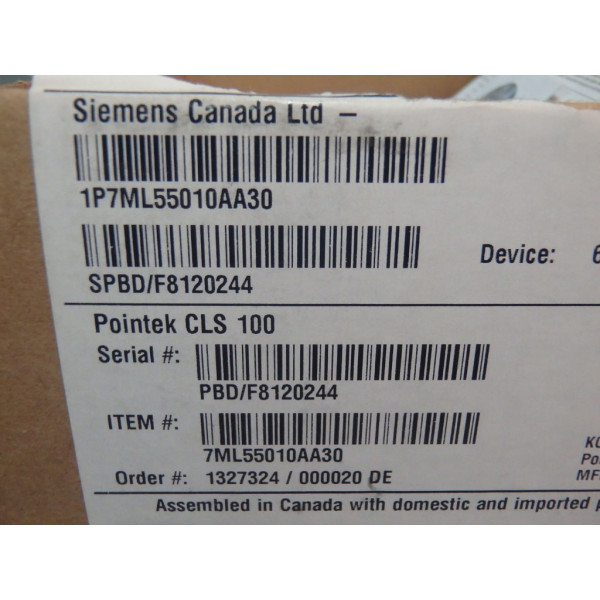 Siemens Canada Ltd –
1P7ML55010AA30
Device: 6
SPBD/F8120244
Pointek CLS 100
Serial #:
PBD/F8120244
ITEM #:
7ML55010AA30
Order #: 1327324 / 000020 DE
Assembled in Canada with domestic and imported